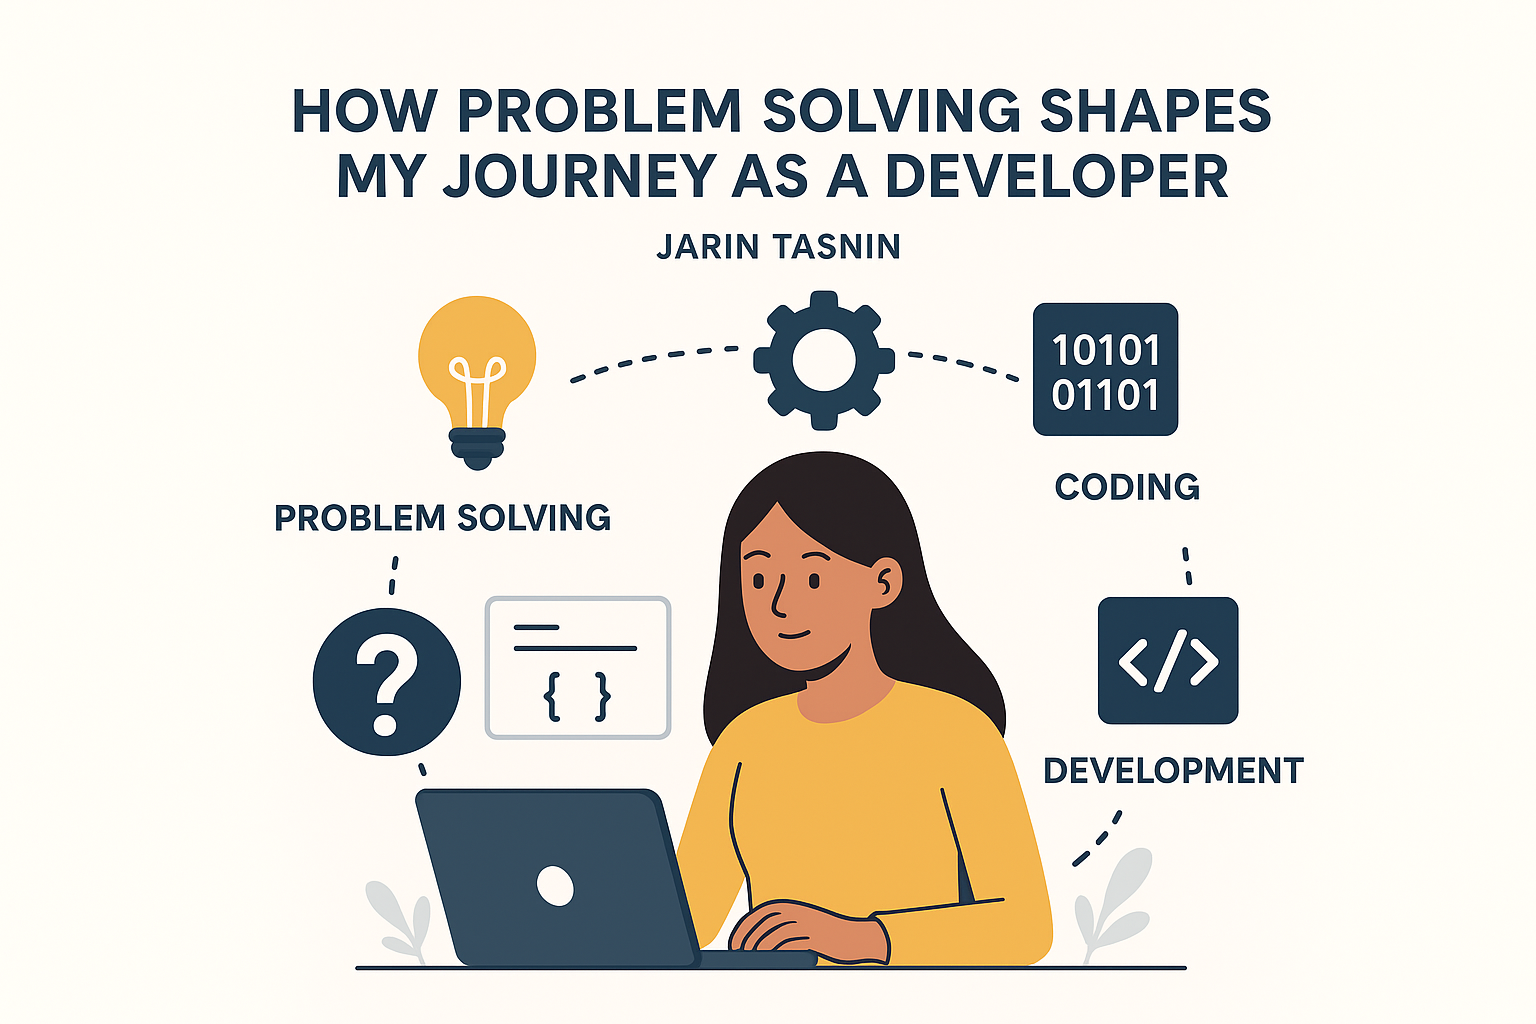 HOW PROBLEM SOLVING SHAPES
MY JOURNEY AS A DEVELOPER
JARIN TASNIN
10101
01101
CODING
PROBLEM SOLVING
?
{ }
</>
DEVELOPMENT